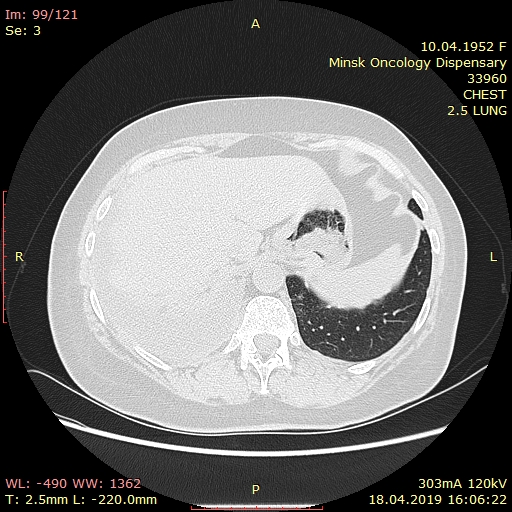 Im: 99/121
Se: 3
A
10.04.1952 F
Minsk Oncology Dispensary
33960
CHEST
2.5 LUNG
R
L
WL: -490 WW: 1362
T: 2.5mm L: -220.0mm
P
303mA 120kV
18.04.2019 16:06:22